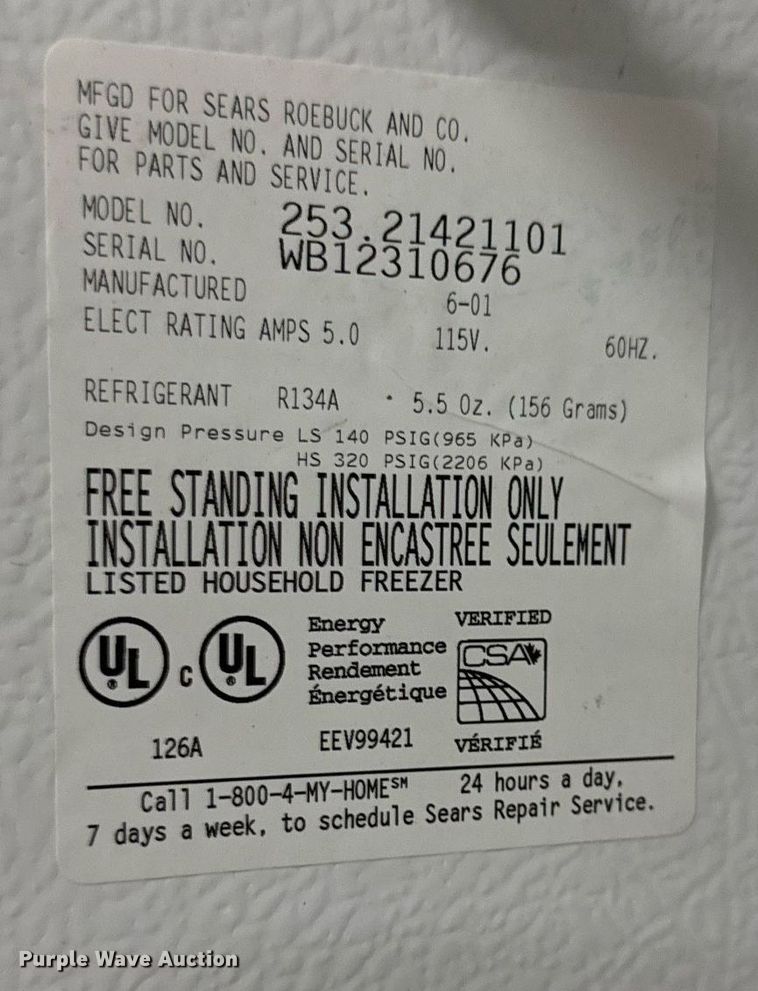 MFGD FOR SEARS ROEBUCK AND CO.
GIVE MODEL NO. AND SERIAL NO.
FOR PARTS AND SERVICE.
MODEL NO. 253.21421101
SERIAL NO. WB12310676
MANUFACTURED 6-01
ELECT RATING AMPS 5.0 115V. 60HZ.
REFRIGERANT R134A · 5.5 Oz. (156 Grams)
Design Pressure LS 140 PSIG(965 KPa)
HS 320 PSIG(2206 KPa)
FREE STANDING INSTALLATION ONLY
INSTALLATION NON ENCASTREE SEULEMENT
LISTED HOUSEHOLD FREEZER
UL ® C UL ®
Energy
Performance
Rendement
Énergétique
VERIFIED
CSA
VÉRIFIÉ
126A EEV99421
Call 1-800-4-MY-HOME℠ 24 hours a day,
7 days a week, to schedule Sears Repair Service.
Purple Wave Auction